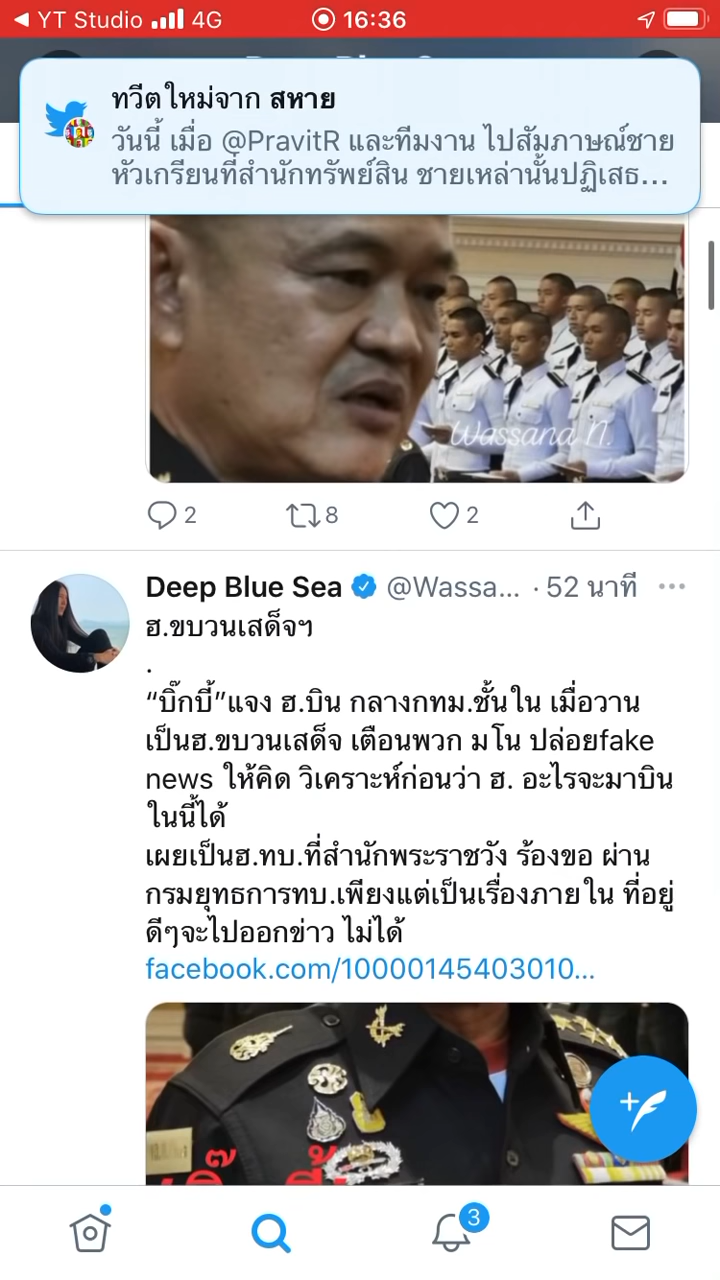 YT Studio 4G 16:36
ทวีตใหม่จาก สหาย
วันนี้ เมื่อ @PravitR และทีมงาน ไปสัมภาษณ์ชาย
หัวเกรียนที่สำนักทรัพย์สิน ชายเหล่านั้นปฏิเสธ...
Wassana N.
2 8 2
Deep Blue Sea @Wassa... · 52 นาที
ฮ.ขบวนเสด็จฯ
.
“บิ๊กบี้”แจง ฮ.บิน กลางกทม.ชั้นใน เมื่อวาน
เป็นฮ.ขบวนเสด็จ เตือนพวก มโน ปล่อยfake
news ให้คิด วิเคราะห์ก่อนว่า ฮ. อะไรจะมาบิน
ในนี้ได้
เผยเป็นฮ.ทบ.ที่สำนักพระราชวัง ร้องขอ ผ่าน
กรมยุทธการทบ.เพียงแต่เป็นเรื่องภายใน ที่อยู่
ดีๆจะไปออกข่าว ไม่ได้
facebook.com/10000145403010...
3